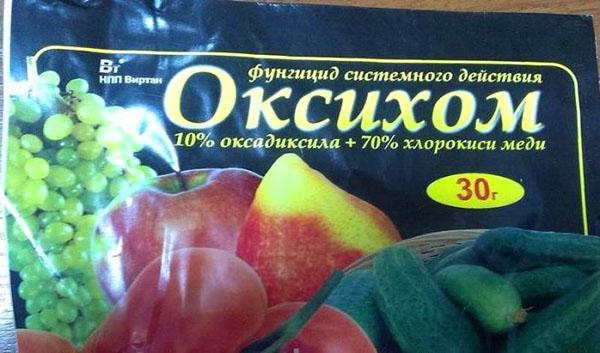 Вт
НПП Виртан
фунгицид системного действия
Оксихом
10% оксадиксила + 70% хлорокиси меди
30г